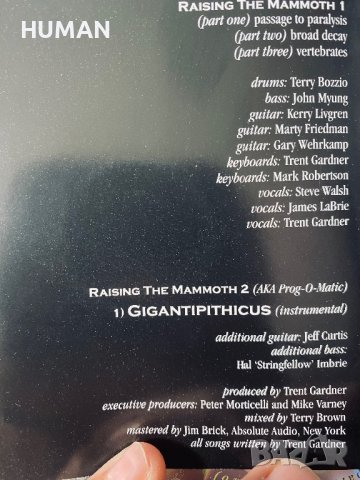 HUMAN
RAISING THE MAMMOTH 1
(part one) passage to paralysis
(part two) broad decay
(part three) vertebrates
drums: Terry Bozzio
bass: John Myung
guitar: Kerry Livgren
guitar: Marty Friedman
guitar: Gary Wehrkamp
keyboards: Trent Gardner
keyboards: Mark Robertson
vocals: Steve Walsh
vocals: James LaBrie
vocals: Trent Gardner
RAISING THE MAMMOTH 2 (AKA Prog-O-Matic)
1) GIGANTIPITHICUS (instrumental)
additional guitar: Jeff Curtis
additional bass:
Hal 'Stringfellow' Imbrie
produced by Trent Gardner
executive producers: Peter Morticelli and Mike Varney
mixed by Terry Brown
mastered by Jim Brick, Absolute Audio, New York
all songs written by Trent Gardner